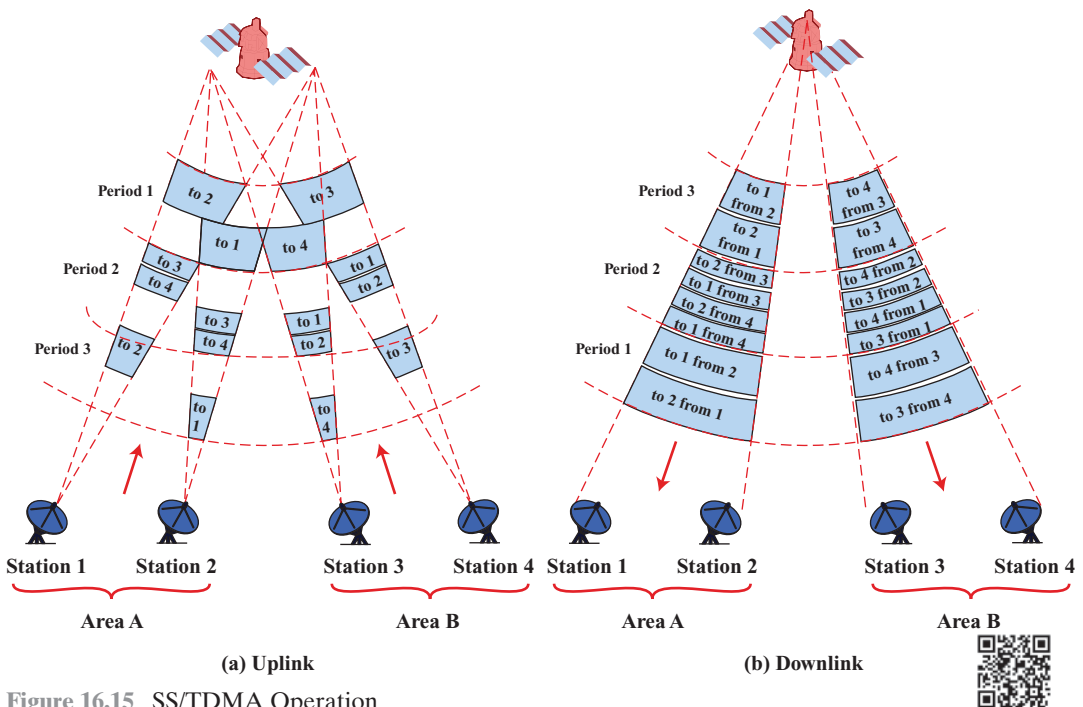 Period 1
to 2
to 3
to 1
to 4
Period 2
to 3
to 4
to 1
to 2
to 3
to 4
to 1
to 2
Period 3
to 2
to 3
to
1
to
4
Station 1
Station 2
Station 3
Station 4
Area A
Area B
(a) Uplink
Period 3
to 1
from 2
to 2
from 1
Period 2
to 2 from 3
to 1 from 3
to 2 from 4
to 1 from 4
Period 1
to 1 from 2
to 2 from 1
to 4
from 3
to 3
from 4
to 4 from 2
to 3 from 2
to 4 from 1
to 3 from 1
to 4 from 3
to 3 from 4
Station 1
Station 2
Station 3
Station 4
Area A
Area B
(b) Downlink
Figure 16.15 SS/TDMA Operation